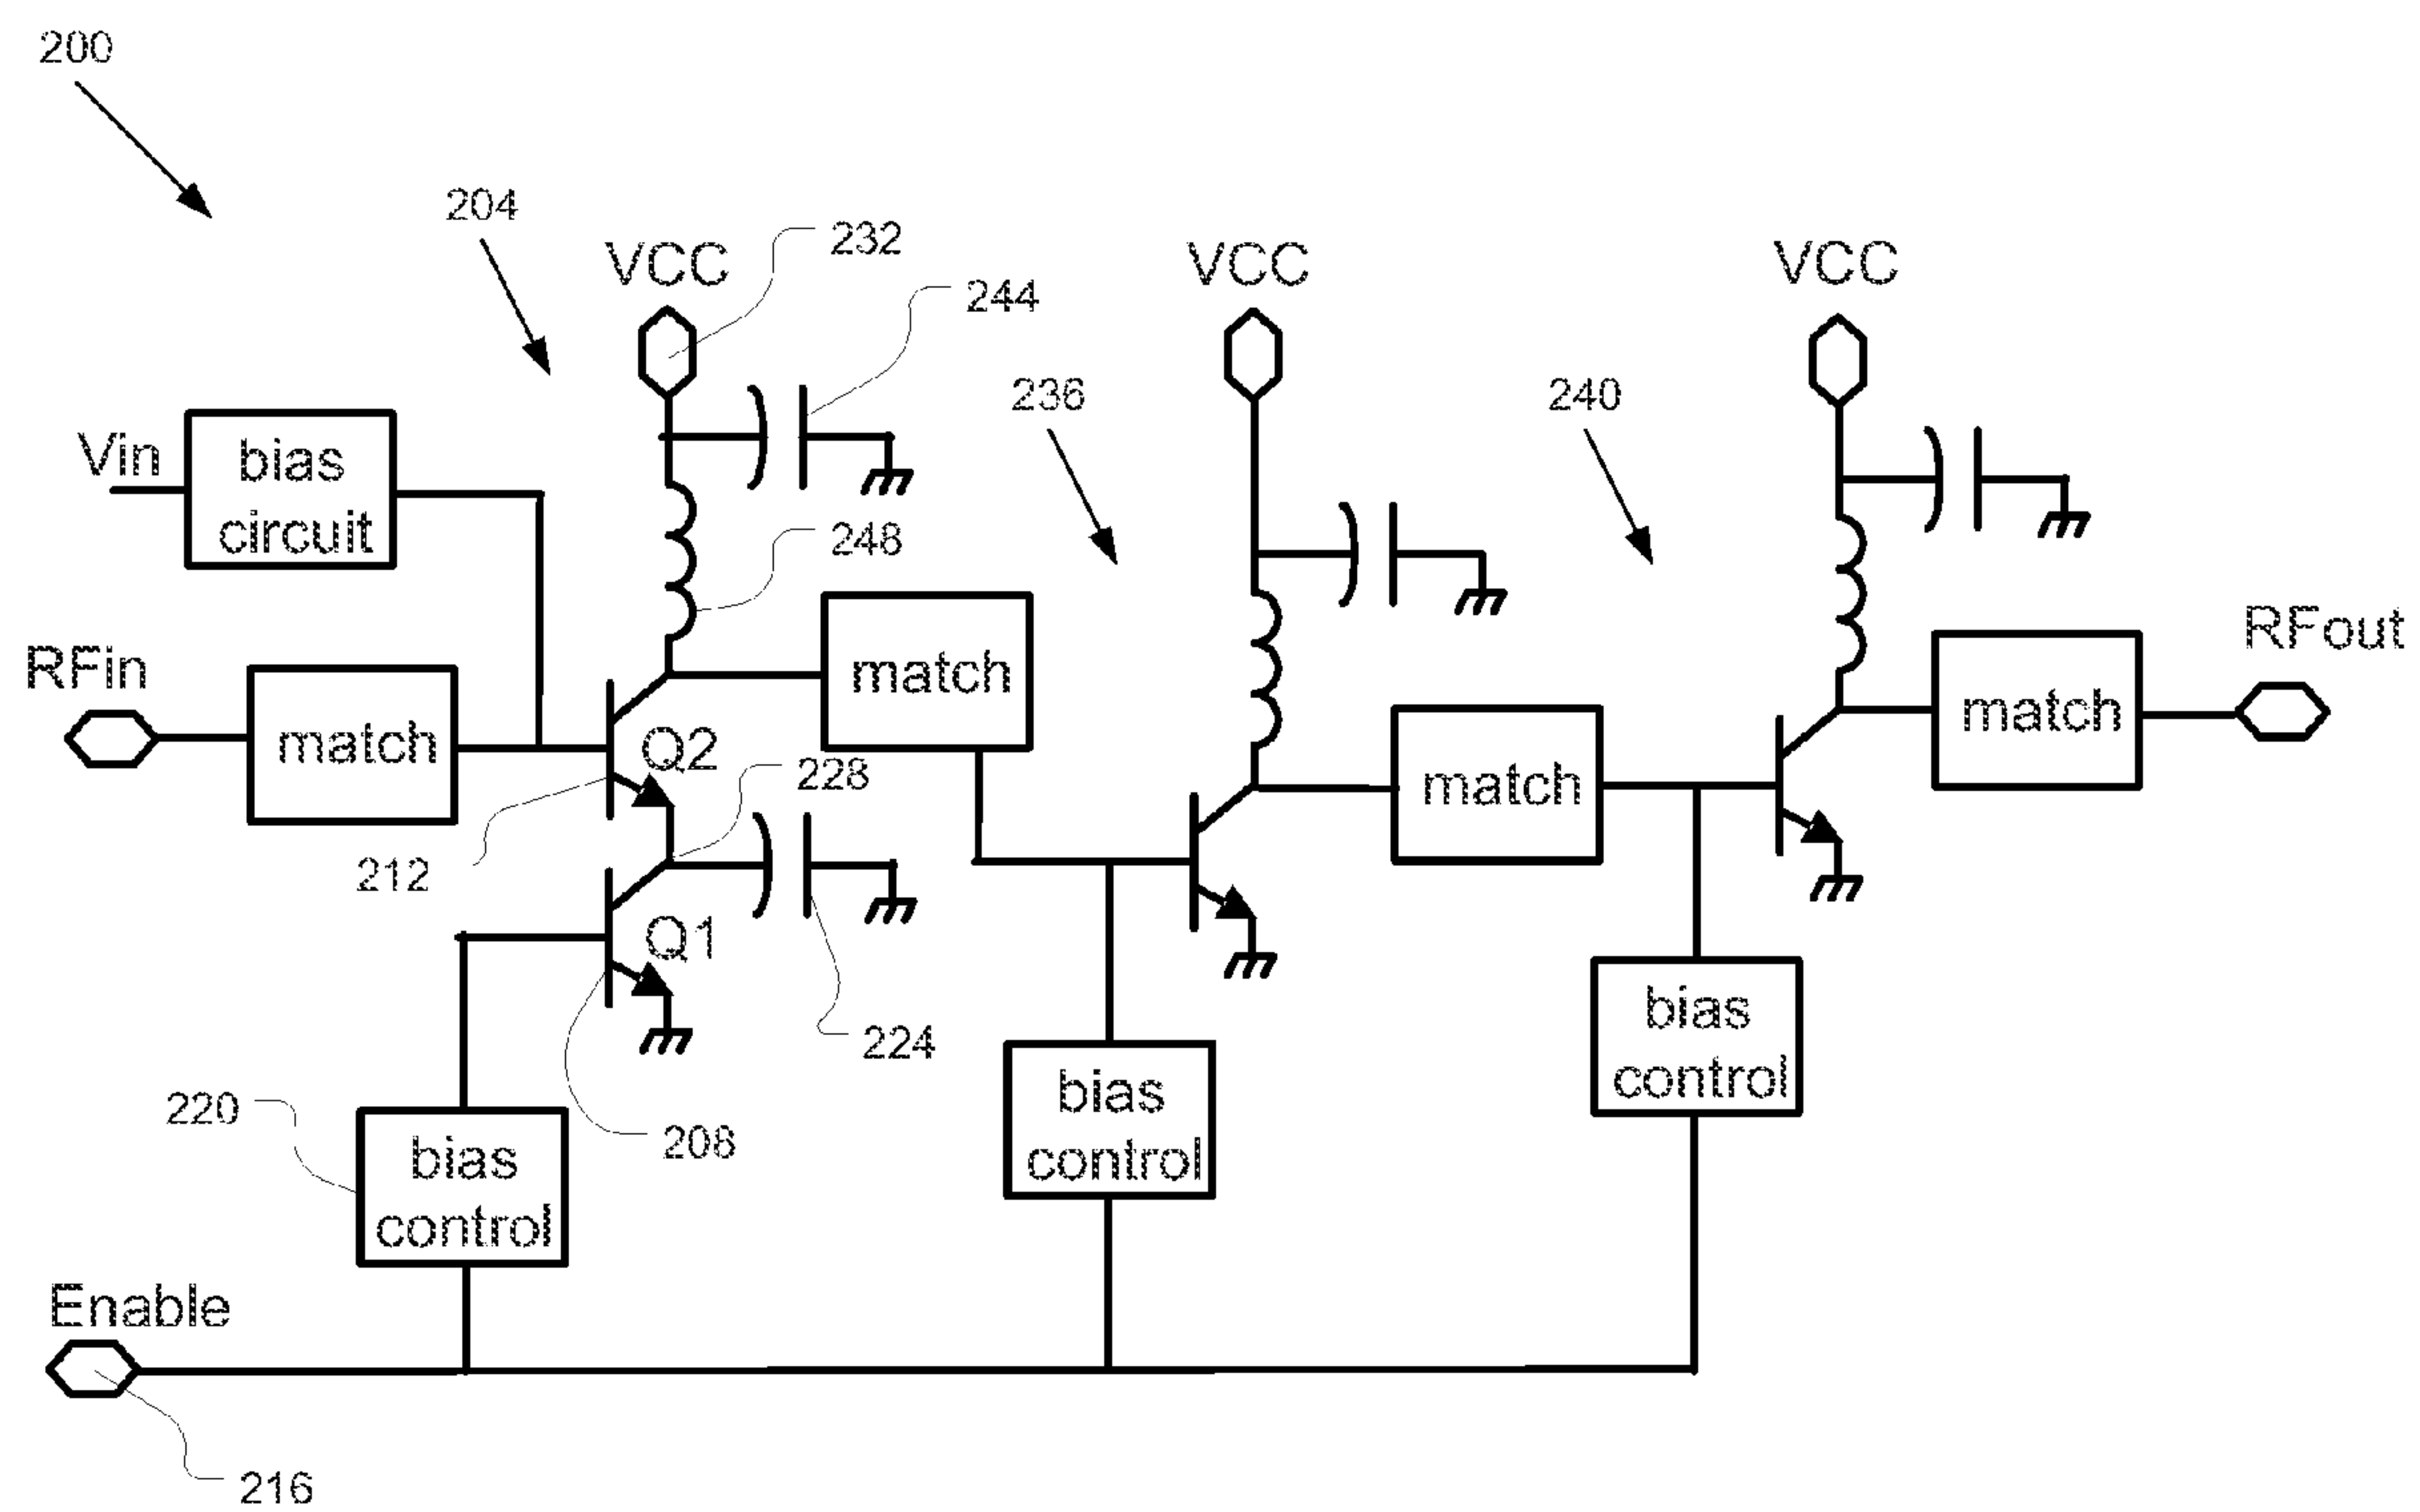 200
204
232
VCC
VCC
VCC
244
236
240
Vin
bias
circuit
248
RFout
RFin
match
match
match
match
Q2
228
212
Q1
224
bias
control
bias
control
220
208
bias
control
Enable
216